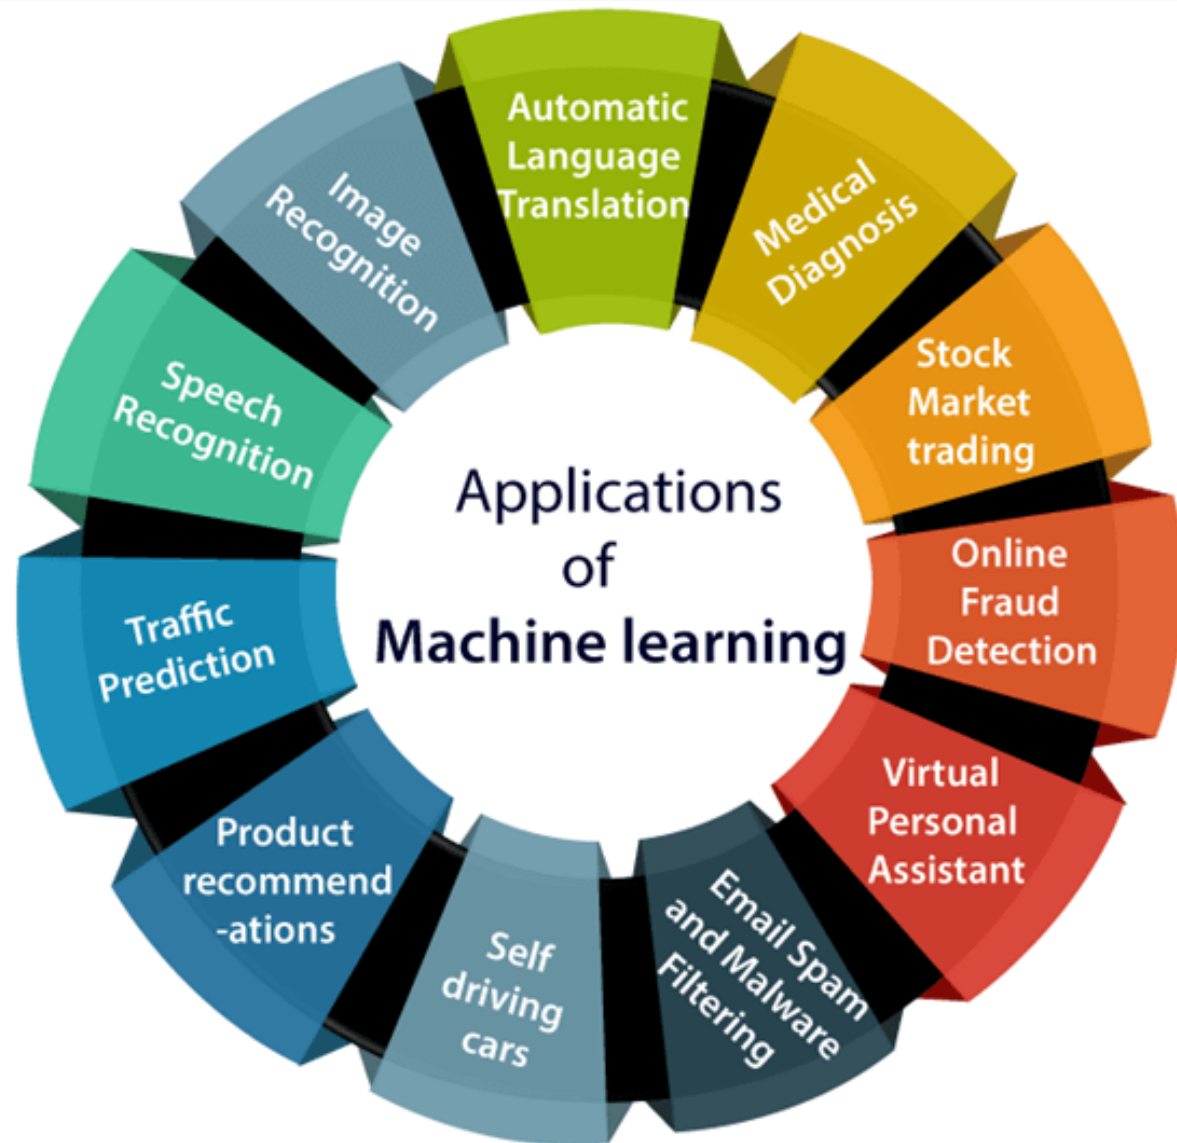 Automatic
Language
Translation
Medical
Diagnosis
Stock
Market
trading
Online
Fraud
Detection
Virtual
Personal
Assistant
Email Spam
and Malware
Filtering
Self
driving
cars
Product
recommend
-ations
Traffic
Prediction
Speech
Recognition
Image
Recognition
Applications
of
Machine learning